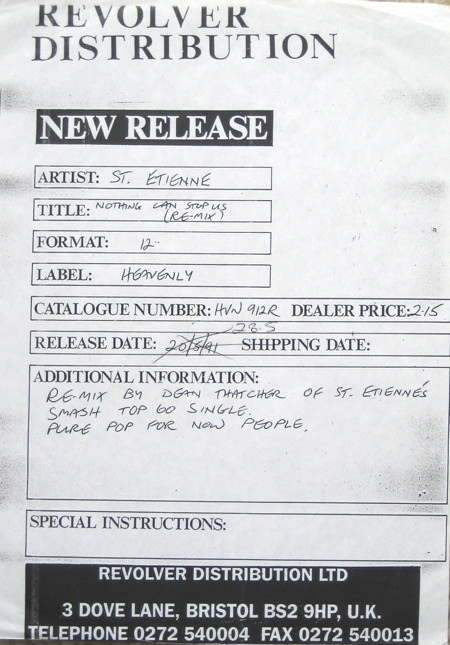 REVOLVER
DISTRIBUTION
NEW RELEASE
ARTIST: ST. ETIENNE
TITLE: NOTHING CAN STOP US
(RE-MIX)
FORMAT: 12"
LABEL: HEAVENLY
CATALOGUE NUMBER: HVN 912R DEALER PRICE: 2.15
28.5
RELEASE DATE: 20/5/91 SHIPPING DATE:
ADDITIONAL INFORMATION:
RE-MIX BY DEAN THATCHER OF ST. ETIENNE'S
SMASH TOP 60 SINGLE.
PURE POP FOR NOW PEOPLE.
SPECIAL INSTRUCTIONS:
REVOLVER DISTRIBUTION LTD
3 DOVE LANE, BRISTOL BS2 9HP, U.K.
TELEPHONE 0272 540004 FAX 0272 540013